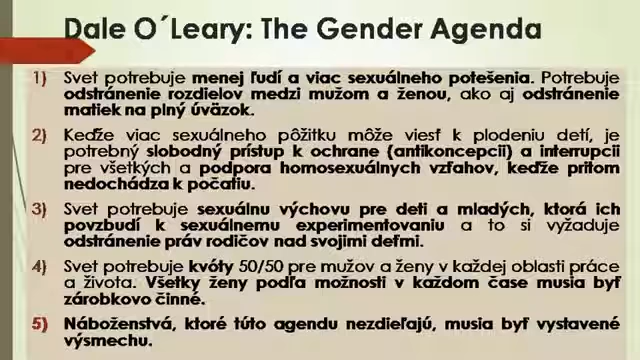 Dale O´Leary: The Gender Agenda
1) Svet potrebuje menej ľudí a viac sexuálneho potešenia. Potrebuje
odstránenie rozdielov medzi mužom a ženou, ako aj odstránenie
matiek na plný úväzok.
2) Keďže viac sexuálneho pôžitku môže viesť k plodeniu detí, je
potrebný slobodný prístup k ochrane (antikoncepcii) a interrupcii
pre všetkých a podpora homosexuálnych vzťahov, keďže pritom
nedochádza k počatiu.
3) Svet potrebuje sexuálnu výchovu pre deti a mladých, ktorá ich
povzbudí k sexuálnemu experimentovaniu a to si vyžaduje
odstránenie práv rodičov nad svojimi deťmi.
4) Svet potrebuje kvóty 50/50 pre mužov a ženy v každej oblasti práce
a života. Všetky ženy podľa možnosti v každom čase musia byť
zárobkovo činné.
5) Náboženstvá, ktoré túto agendu nezdieľajú, musia byť vystavené
výsmechu.